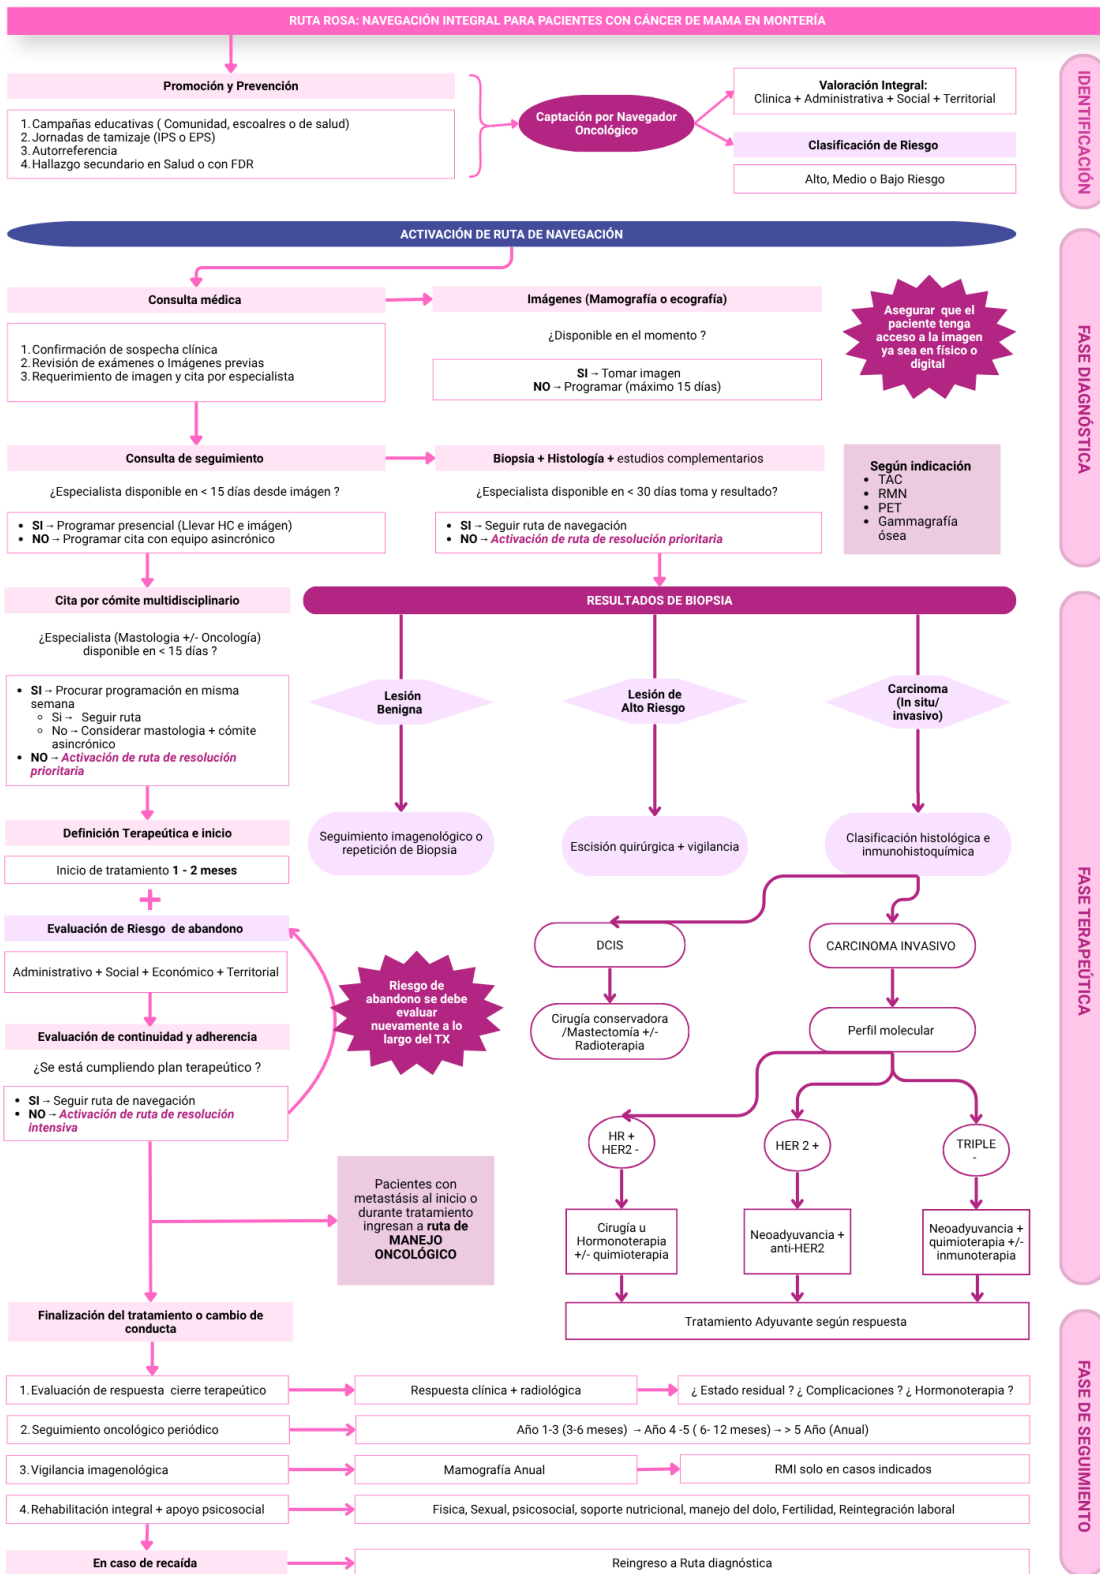 RUTA ROSA: NAVEGACIÓN INTEGRAL PARA PACIENTES CON CÁNCER DE MAMA EN MONTERÍA
IDENTIFICACIÓN
Promoción y Prevención
1. Campañas educativas ( Comunidad, escoalres o de salud)
2. Jornadas de tamizaje (IPS o EPS)
3. Autorreferencia
4. Hallazgo secundario en Salud o con FDR
Captación por Navegador
Oncológico
Valoración Integral:
Clinica + Administrativa + Social + Territorial
Clasificación de Riesgo
Alto, Medio o Bajo Riesgo
ACTIVACIÓN DE RUTA DE NAVEGACIÓN
FASE DIAGNÓSTICA
Consulta médica
1. Confirmación de sospecha clínica
2. Revisión de exámenes o Imágenes previas
3. Requerimiento de imagen y cita por especialista
Imágenes (Mamografía o ecografía)
¿Disponible en el momento ?
SI → Tomar imagen
NO → Programar (máximo 15 días)
Asegurar que el
paciente tenga
acceso a la imagen
ya sea en físico o
digital
Consulta de seguimiento
¿Especialista disponible en < 15 días desde imágen ?
• SI → Programar presencial (Llevar HC e imágen)
• NO → Programar cita con equipo asincrónico
Biopsia + Histología + estudios complementarios
¿Especialista disponible en < 30 días toma y resultado?
• SI → Seguir ruta de navegación
• NO → Activación de ruta de resolución prioritaria
Según indicación
• TAC
• RMN
• PET
• Gammagrafía
ósea
FASE TERAPEÚTICA
Cita por cómite multidisciplinario
¿Especialista (Mastologia +/- Oncología)
disponible en < 15 días ?
• SI → Procurar programación en misma
semana
○ Si → Seguir ruta
○ No → Considerar mastologia + cómite
asincrónico
• NO → Activación de ruta de resolución
prioritaria
Definición Terapeútica e inicio
Inicio de tratamiento 1 - 2 meses
+
Evaluación de Riesgo de abandono
Administrativo + Social + Económico + Territorial
Evaluación de continuidad y adherencia
¿Se está cumpliendo plan terapeútico ?
• SI → Seguir ruta de navegación
• NO → Activación de ruta de resolución
intensiva
Riesgo de
abandono se debe
evaluar
nuevamente a lo
largo del TX
Pacientes con
metastásis al inicio o
durante tratamiento
ingresan a ruta de
MANEJO
ONCOLÓGICO
RESULTADOS DE BIOPSIA
Lesión
Benigna
Lesión de
Alto Riesgo
Carcinoma
(In situ/
invasivo)
Seguimiento imagenológico o
repetición de Biopsia
Escisión quirúrgica + vigilancia
Clasificación histológica e
inmunohistoquímica
DCIS
CARCINOMA INVASIVO
Cirugía conservadora
/Mastectomía +/-
Radioterapia
Perfil molecular
HR +
HER2 -
HER 2 +
TRIPLE
-
Cirugía u
Hormonoterapia
+/- quimioterapia
Neoadyuvancia +
anti-HER2
Neoadyuvancia +
quimioterapia +/-
inmunoterapia
Tratamiento Adyuvante según respuesta
FASE DE SEGUIMIENTO
Finalización del tratamiento o cambio de
conducta
1. Evaluación de respuesta cierre terapeútico
Respuesta clínica + radiológica
¿ Estado residual ? ¿ Complicaciones ? ¿ Hormonoterapia ?
2. Seguimiento oncológico periódico
Año 1-3 (3-6 meses) → Año 4 -5 ( 6- 12 meses) → > 5 Año (Anual)
3. Vigilancia imagenológica
Mamografía Anual
RMI solo en casos indicados
4. Rehabilitación integral + apoyo psicosocial
Fisica, Sexual, psicosocial, soporte nutricional, manejo del dolo, Fertilidad, Reintegración laboral
En caso de recaída
Reingreso a Ruta diagnóstica